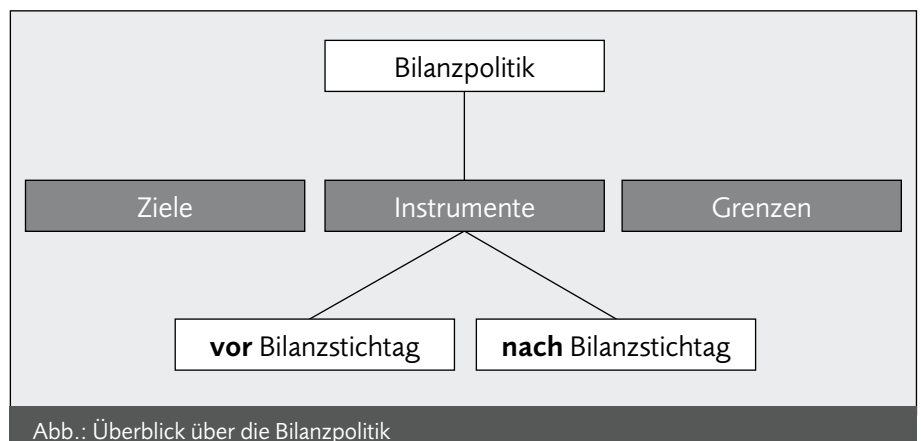 Bilanzpolitik
Ziele
Instrumente
Grenzen
vor Bilanzstichtag
nach Bilanzstichtag
Abb.: Überblick über die Bilanzpolitik